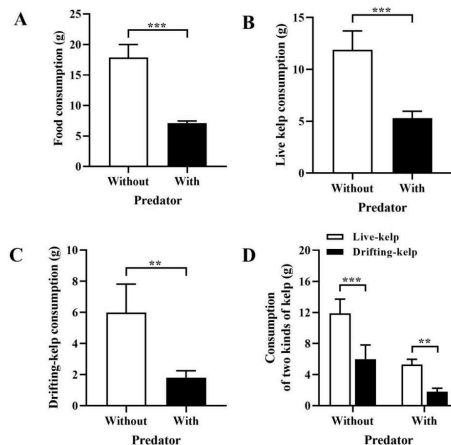 A
***
Food consumption (g)
25
20
15
10
5
0
Without With
Predator
B
***
Live kelp consumption (g)
15
10
5
0
Without With
Predator
C
**
Drifting-kelp consumption (g)
8
6
4
2
0
Without With
Predator
D
Live-kelp
Drifting-kelp
***
**
Consumption
of two kinds of kelp (g)
16
12
8
4
0
Without With
Predator